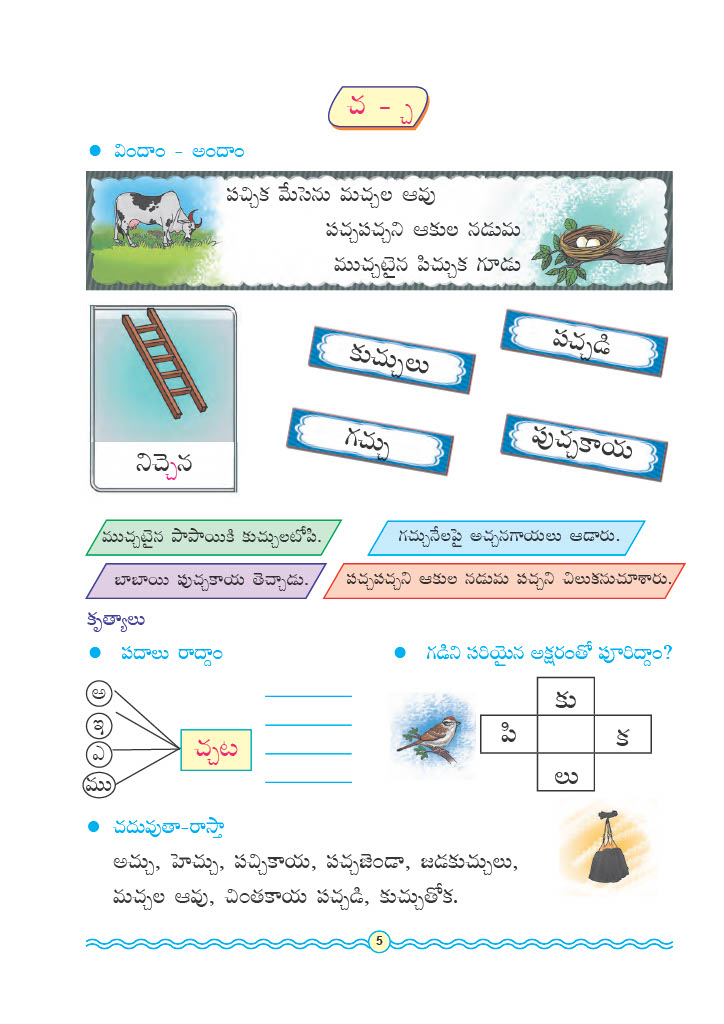 చ - ్చ
విందాం - అందాం
పచ్చిక మేసెను మచ్చల ఆవు
పచ్చపచ్చని ఆకుల నడుమ
ముచ్చటైన పిచ్చుక గూడు
కుచ్చులు
పచ్చడి
నిచ్చెన
గచ్చు
పుచ్చకాయ
ముచ్చటైన పాపాయికి కుచ్చులటోపి.
గచ్చునేలపై అచ్చనగాయలు ఆడారు.
బాబాయి పుచ్చకాయ తెచ్చాడు.
పచ్చపచ్చని ఆకుల నడుమ పచ్చని చిలుకనుచూశారు.
కృత్యాలు
పదాలు రాద్దాం
అ
ఇ
ఎ
ము
చ్చట
గడిని సరియైన అక్షరంతో పూరిద్దాం?
కు
పి క
లు
చదువుతా-రాస్తా
అచ్చు, హెచ్చు, పచ్చికాయ, పచ్చజెండా, జడకుచ్చులు,
మచ్చల ఆవు, చింతకాయ పచ్చడి, కుచ్చుతోక.
5